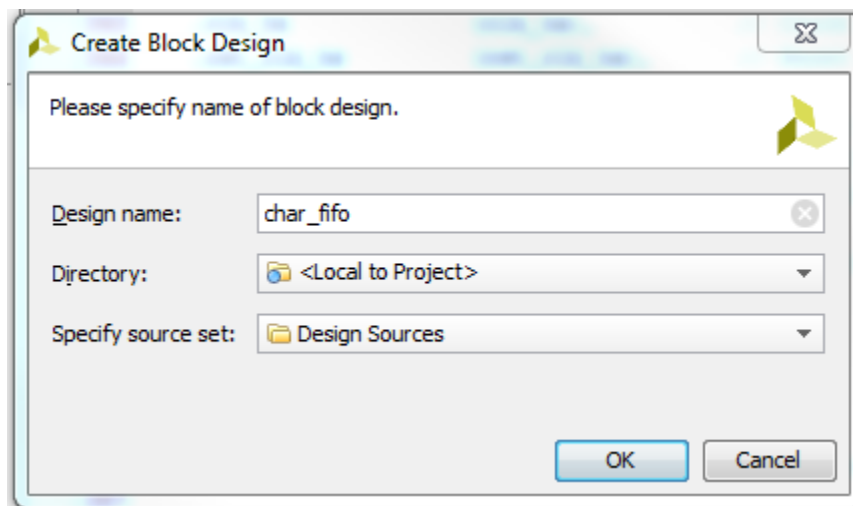 Create Block Design
Please specify name of block design.
Design name: char_fifo
Directory: <Local to Project>
Specify source set: Design Sources
OK Cancel